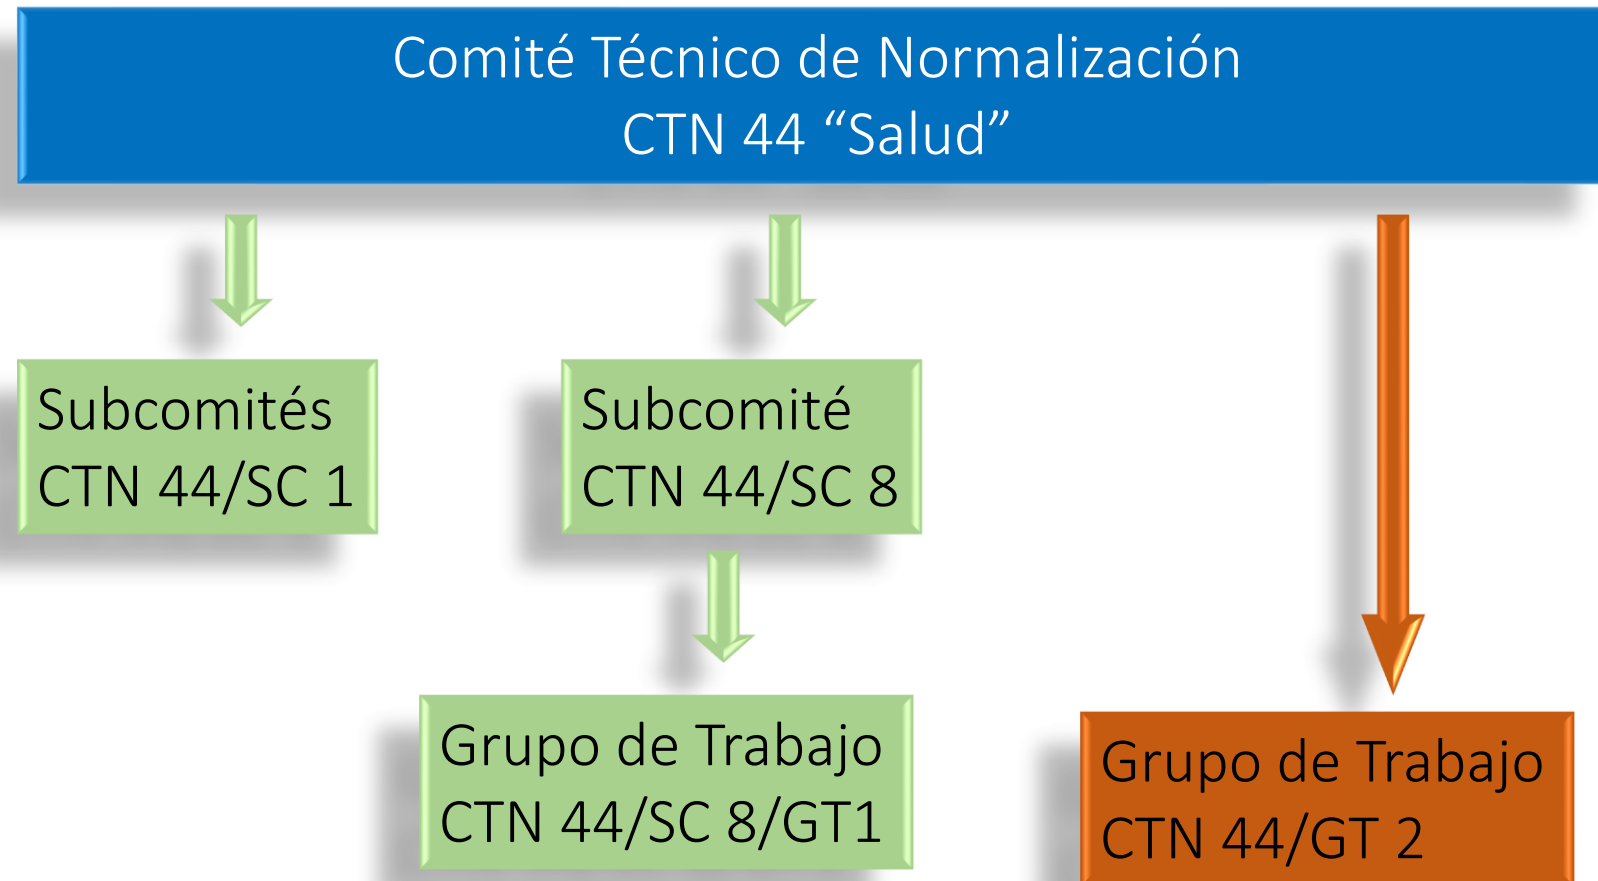 Comité Técnico de Normalización
CTN 44 “Salud”
Subcomités
CTN 44/SC 1
Subcomité
CTN 44/SC 8
Grupo de Trabajo
CTN 44/SC 8/GT1
Grupo de Trabajo
CTN 44/GT 2